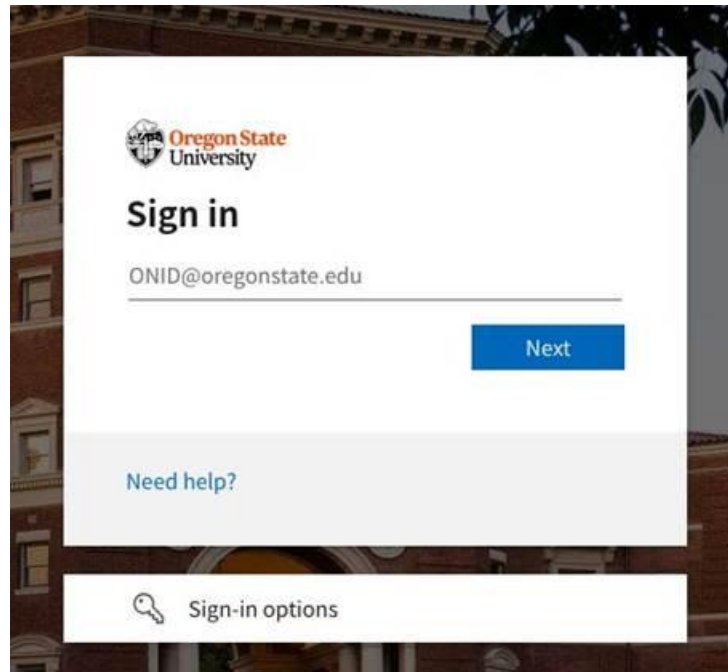 Oregon State
University
Sign in
ONID@oregonstate.edu
Next
Need help?
Sign-in options